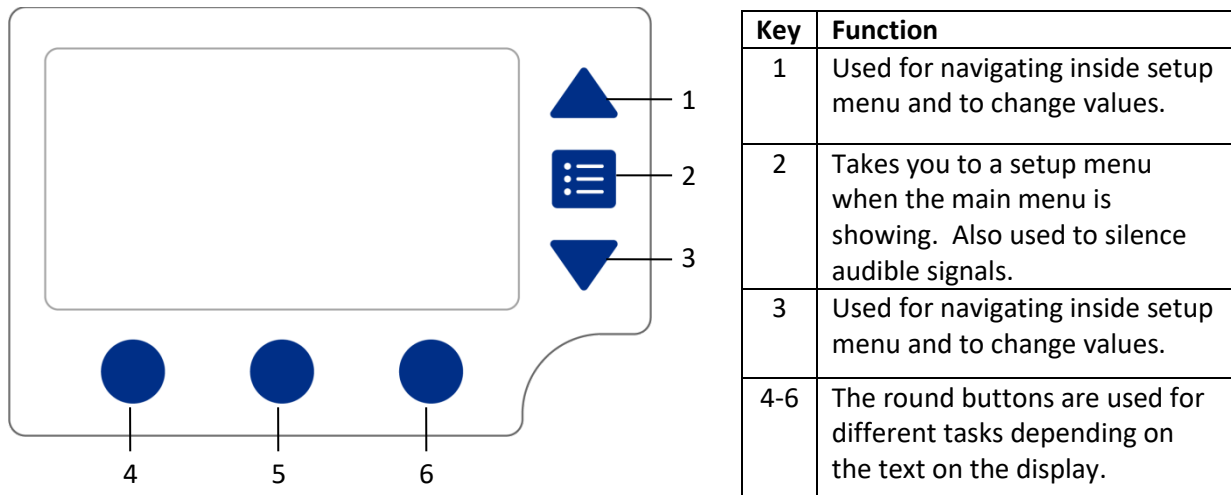 1
2
3
4 5 6
Key Function
1 Used for navigating inside setup
menu and to change values.
2 Takes you to a setup menu
when the main menu is
showing. Also used to silence
audible signals.
3 Used for navigating inside setup
menu and to change values.
4-6 The round buttons are used for
different tasks depending on
the text on the display.